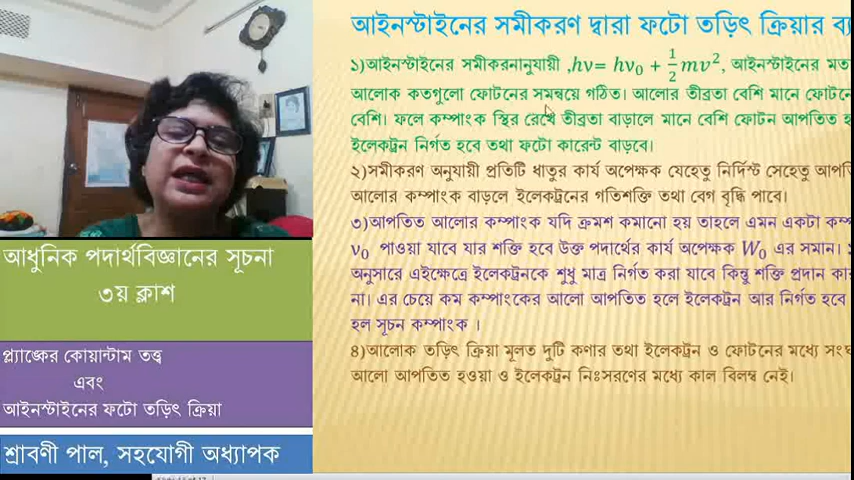 আইনস্টাইনের সমীকরণ দ্বারা ফটো তড়িৎ ক্রিয়ার
১)আইনস্টাইনের সমীকরনানুযায়ী ,hν= hν₀ + 1/2 mv², আইনস্টাইনের
আলোক কতগুলো ফোটনের সমন্বয়ে গঠিত। আলোর তীব্রতা বেশি মানে
বেশি। ফলে কম্পাংক স্থির রেখে তীব্রতা বাড়ালে মানে বেশি ফোটন আপতিত
ইলেকট্রন নির্গত হবে তথা ফটো কারেন্ট বাড়বে।
২)সমীকরণ অনুযায়ী প্রতিটি ধাতুর কার্য অপেক্ষক যেহেতু নির্দিস্ট সেহেতু
আলোর কম্পাংক বাড়লে ইলেকট্রনের গতিশক্তি তথা বেগ বৃদ্ধি পাবে।
৩)আপতিত আলোর কম্পাংক যদি ক্রমশ কমানো হয় তাহলে এমন একটা
ν₀ পাওয়া যাবে যার শক্তি হবে উক্ত পদার্থের কার্য অপেক্ষক W₀ এর সমান।
অনুসারে এইক্ষেত্রে ইলেকট্রনকে শুধু মাত্র নির্গত করা যাবে কিন্তু শক্তি প্রদান
না। এর চেয়ে কম কম্পাংকের আলো আপতিত হলে ইলেকট্রন আর নির্গত হবে
হল সূচন কম্পাংক ।
৪)আলোক তড়িৎ ক্রিয়া মূলত দুটি কণার তথা ইলেকট্রন ও ফোটনের মধ্যে
আলো আপতিত হওয়া ও ইলেকট্রন নিঃসরণের মধ্যে কাল বিলম্ব নেই।
আধুনিক পদার্থবিজ্ঞানের সূচনা
৩য় ক্লাশ
প্ল্যাঙ্কের কোয়ান্টাম তত্ত্ব
এবং
আইনস্টাইনের ফটো তড়িৎ ক্রিয়া
শ্রাবণী পাল, সহযোগী অধ্যাপক